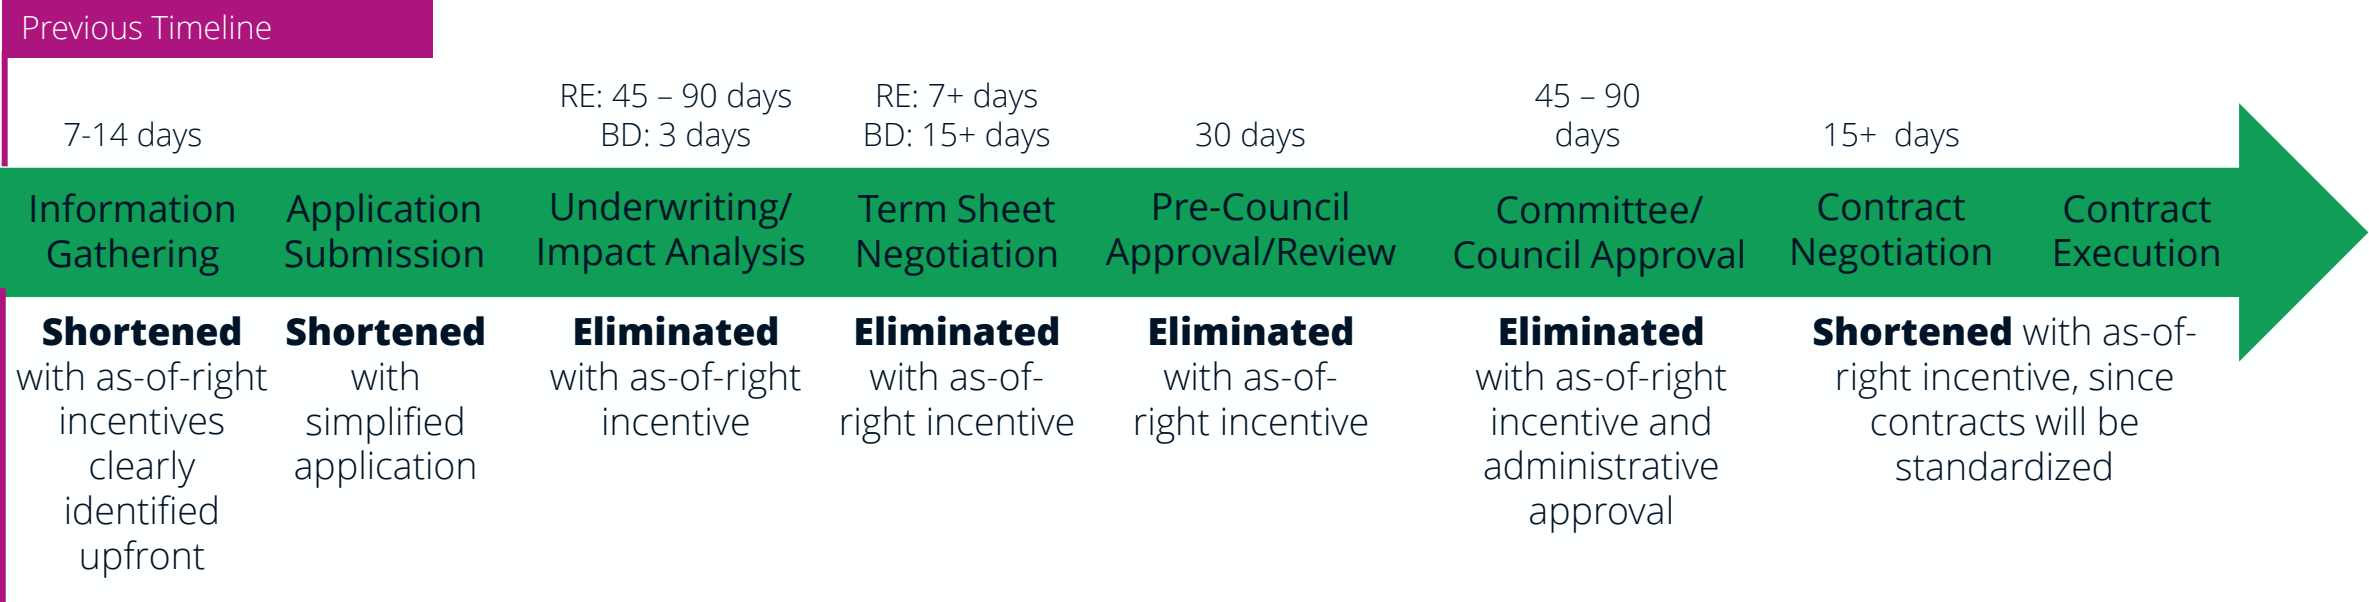 Previous Timeline
7-14 days
RE: 45 – 90 days
BD: 3 days
RE: 7+ days
BD: 15+ days
30 days
45 – 90
days
15+ days
Information
Gathering
Application
Submission
Underwriting/
Impact Analysis
Term Sheet
Negotiation
Pre-Council
Approval/Review
Committee/
Council Approval
Contract
Negotiation
Contract
Execution
Shortened
with as-of-right
incentives
clearly
identified
upfront
Shortened
with
simplified
application
Eliminated
with as-of-right
incentive
Eliminated
with as-of-
right incentive
Eliminated
with as-of-
right incentive
Eliminated
with as-of-right
incentive and
administrative
approval
Shortened with as-of-
right incentive, since
contracts will be
standardized